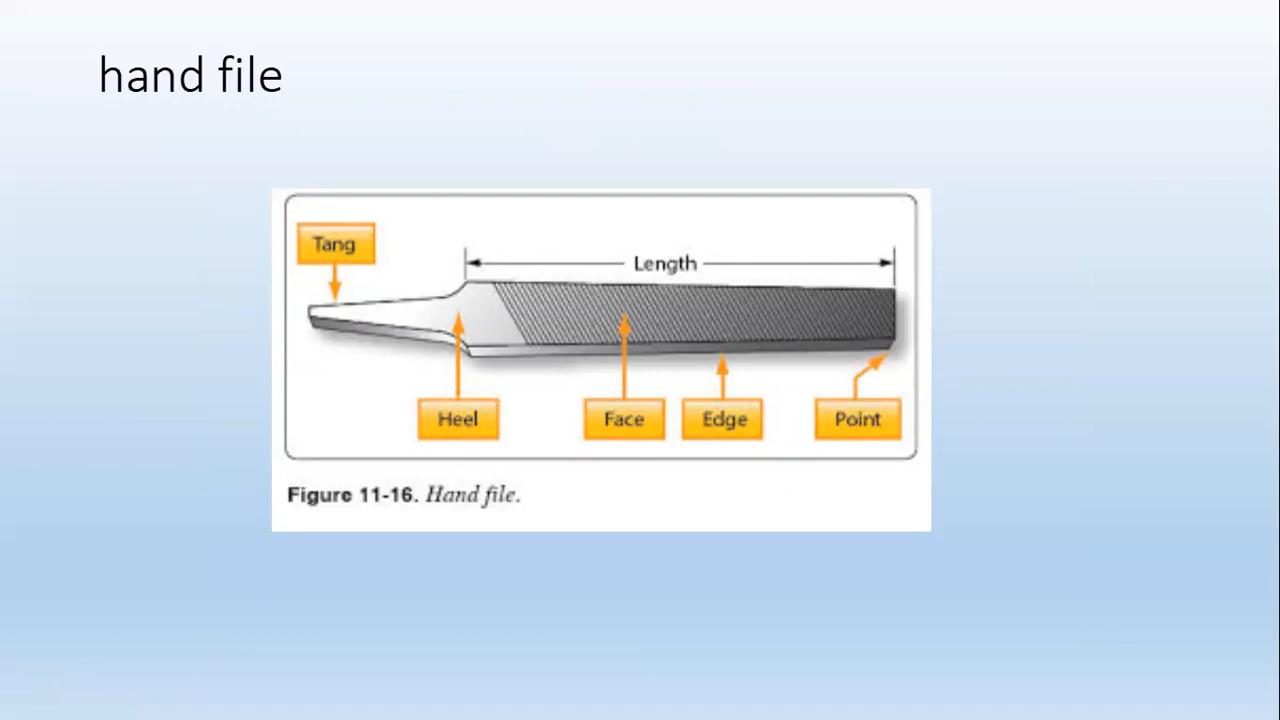 hand file
Tang
Length
Heel
Face
Edge
Point
Figure 11-16. Hand file.